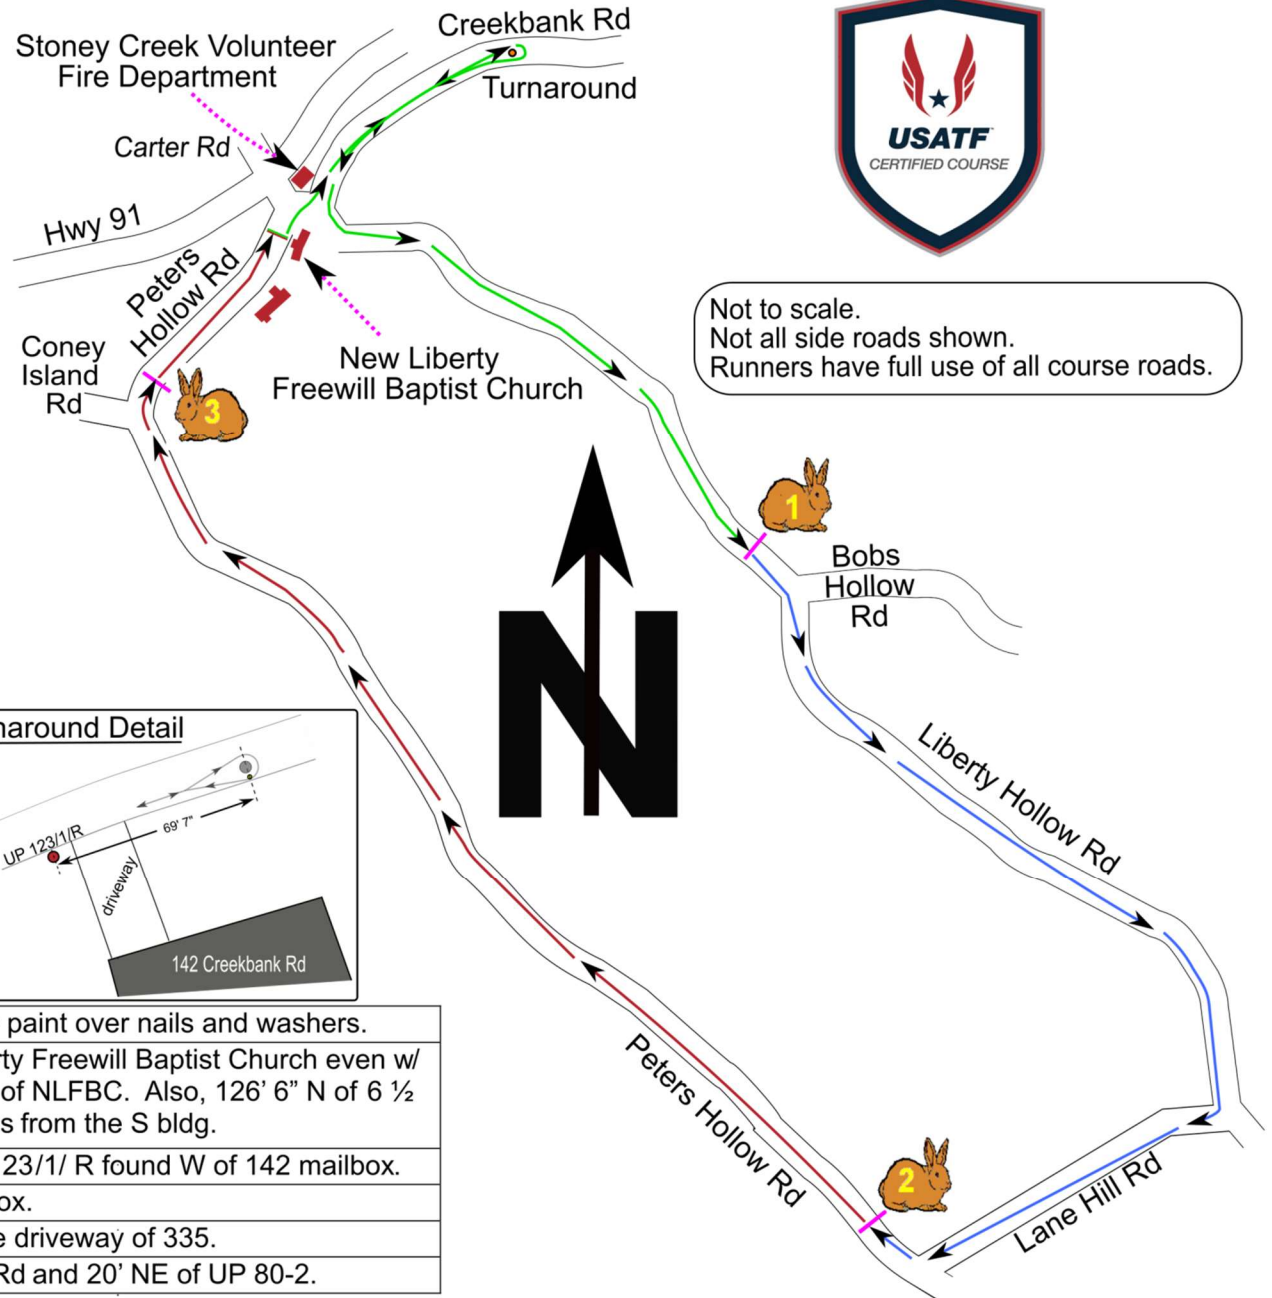 Creekbank Rd
Stoney Creek Volunteer
Fire Department
Turnaround
Carter Rd
USATF
CERTIFIED COURSE
Hwy 91
Peters
Hollow Rd
Not to scale.
Not all side roads shown.
Runners have full use of all course roads.
Coney
Island
Rd
New Liberty
Freewill Baptist Church
3
1
Bobs
Hollow
Rd
N
naround Detail
Liberty Hollow Rd
69' 7"
UP 123/1/R
driveway
142 Creekbank Rd
paint over nails and washers.
rty Freewill Baptist Church even w/
of NLFBC. Also, 126’ 6” N of 6 ½
s from the S bldg.
23/1/ R found W of 142 mailbox.
ox.
e driveway of 335.
Rd and 20’ NE of UP 80-2.
Peters Hollow Rd
2
Lane Hill Rd